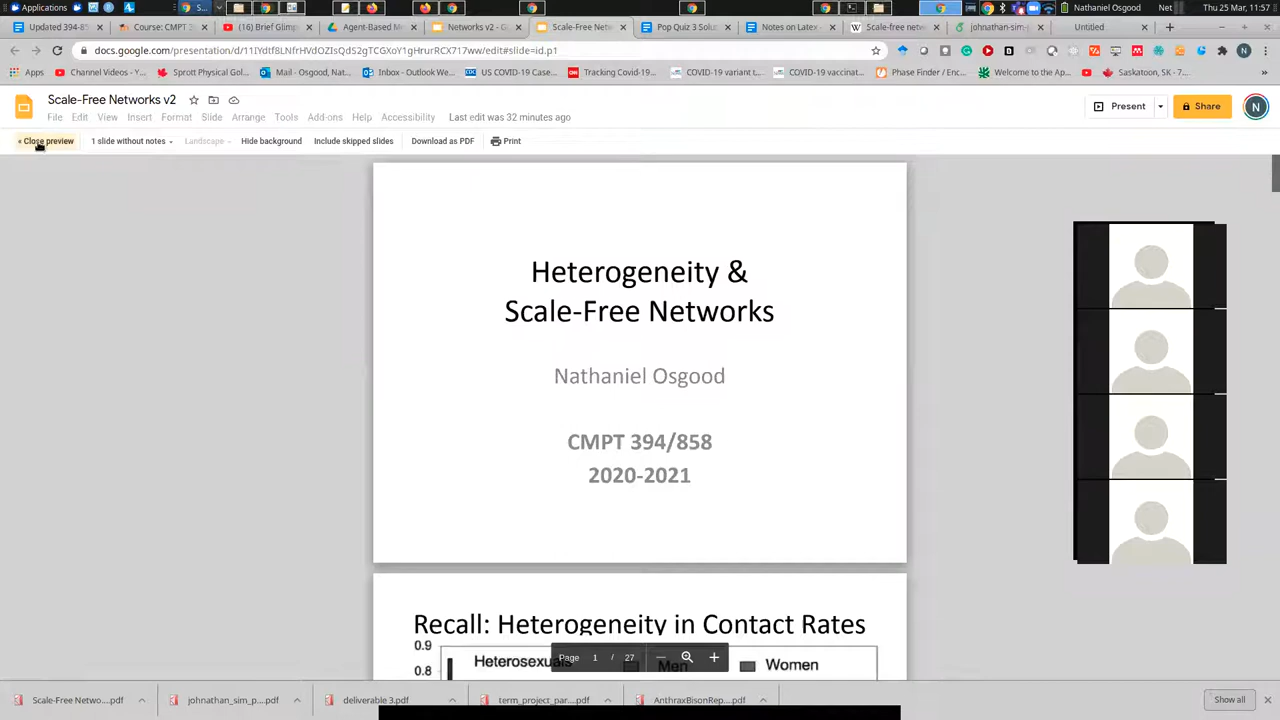 Applications
Nathaniel Osgood
Net
Thu 25 Mar, 11:57
Updated 394-8
Course: CMPT
(16) Brief G
Agent-Based M
Networks v2 - G
Scale-Free Net
Pop Quiz 3 Solu
Notes on Latex
Scale-free netw
johnathan-sim-
Untitled
docs.google.com/presentation/d/
/edit#slide=id.p1
Apps
Channel Videos - Y...
Sprott Physical Gol...
Mail - Osgood, Nat...
Inbox - Outlook We...
US COVID-19 Case...
Tracking Covid-19...
COVID-19 variant t...
COVID-19 vaccinat...
Phase Finder / Enc...
Welcome to the Ap...
Saskatoon, SK - 7...
»
Scale-Free Networks v2
Present
Share
N
File Edit View Insert Format Slide Arrange Tools Add-ons Help Accessibility Last edit was 32 minutes ago
« Close preview
1 slide without notes
Landscape
Hide background
Include skipped slides
Download as PDF
Print
Heterogeneity &
Scale-Free Networks
Nathaniel Osgood
CMPT 394/858
2020-2021
Recall: Heterogeneity in Contact Rates
0.9
0.8
Heterosexuals
Men
Women
Page 1 / 27
Scale-Free Netwo....pdf
johnathan_sim_p....pdf
deliverable 3.pdf
term_project_par....pdf
AnthraxBisonRep....pdf
Show all